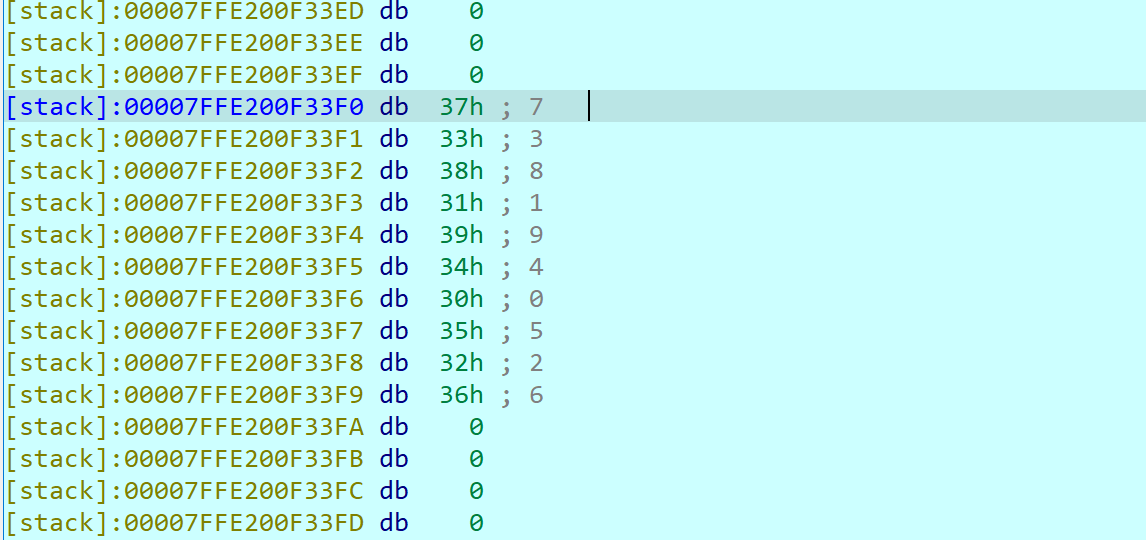 [stack]:00007FFE200F33ED db 0
[stack]:00007FFE200F33EE db 0
[stack]:00007FFE200F33EF db 0
[stack]:00007FFE200F33F0 db 37h ; 7
[stack]:00007FFE200F33F1 db 33h ; 3
[stack]:00007FFE200F33F2 db 38h ; 8
[stack]:00007FFE200F33F3 db 31h ; 1
[stack]:00007FFE200F33F4 db 39h ; 9
[stack]:00007FFE200F33F5 db 34h ; 4
[stack]:00007FFE200F33F6 db 30h ; 0
[stack]:00007FFE200F33F7 db 35h ; 5
[stack]:00007FFE200F33F8 db 32h ; 2
[stack]:00007FFE200F33F9 db 36h ; 6
[stack]:00007FFE200F33FA db 0
[stack]:00007FFE200F33FB db 0
[stack]:00007FFE200F33FC db 0
[stack]:00007FFE200F33FD db 0